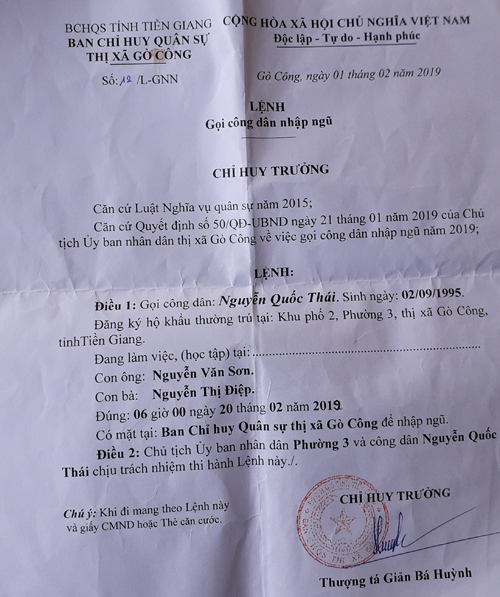 BCHQS TỈNH TIỀN GIANG
BAN CHỈ HUY QUÂN SỰ
THỊ XÃ GÒ CÔNG
Số: 12 /L-GNN
CỘNG HÒA XÃ HỘI CHỦ NGHĨA VIỆT NAM
Độc lập - Tự do - Hạnh phúc
Gò Công, ngày 01 tháng 02 năm 2019
LỆNH
Gọi công dân nhập ngũ
CHỈ HUY TRƯỞNG
Căn cứ Luật Nghĩa vụ quân sự năm 2015;
Căn cứ Quyết định số 50/QĐ-UBND ngày 21 tháng 01 năm 2019 của Chủ
tịch Ủy ban nhân dân thị xã Gò Công về việc gọi công dân nhập ngũ năm 2019;
LỆNH:
Điều 1: Gọi công dân: Nguyễn Quốc Thái. Sinh ngày: 02/09/1995.
Đăng ký hộ khẩu thường trú tại: Khu phố 2, Phường 3, thị xã Gò Công,
tỉnhTiền Giang.
Đang làm việc, (học tập) tại:..................................................
Con ông: Nguyễn Văn Sơn.
Con bà: Nguyễn Thị Điệp.
Đúng: 06 giờ 00 ngày 20 tháng 02 năm 2019
Có mặt tại: Ban Chỉ huy Quân sự thị xã Gò Công để nhập ngũ.
Điều 2: Chủ tịch Ủy ban nhân dân Phường 3 và công dân Nguyễn Quốc
Thái chịu trách nhiệm thi hành Lệnh này./.
Chú ý: Khi đi mang theo Lệnh này
và giấy CMND hoặc Thẻ căn cước.
CHỈ HUY TRƯỞNG
Thượng tá Giản Bá Huỳnh